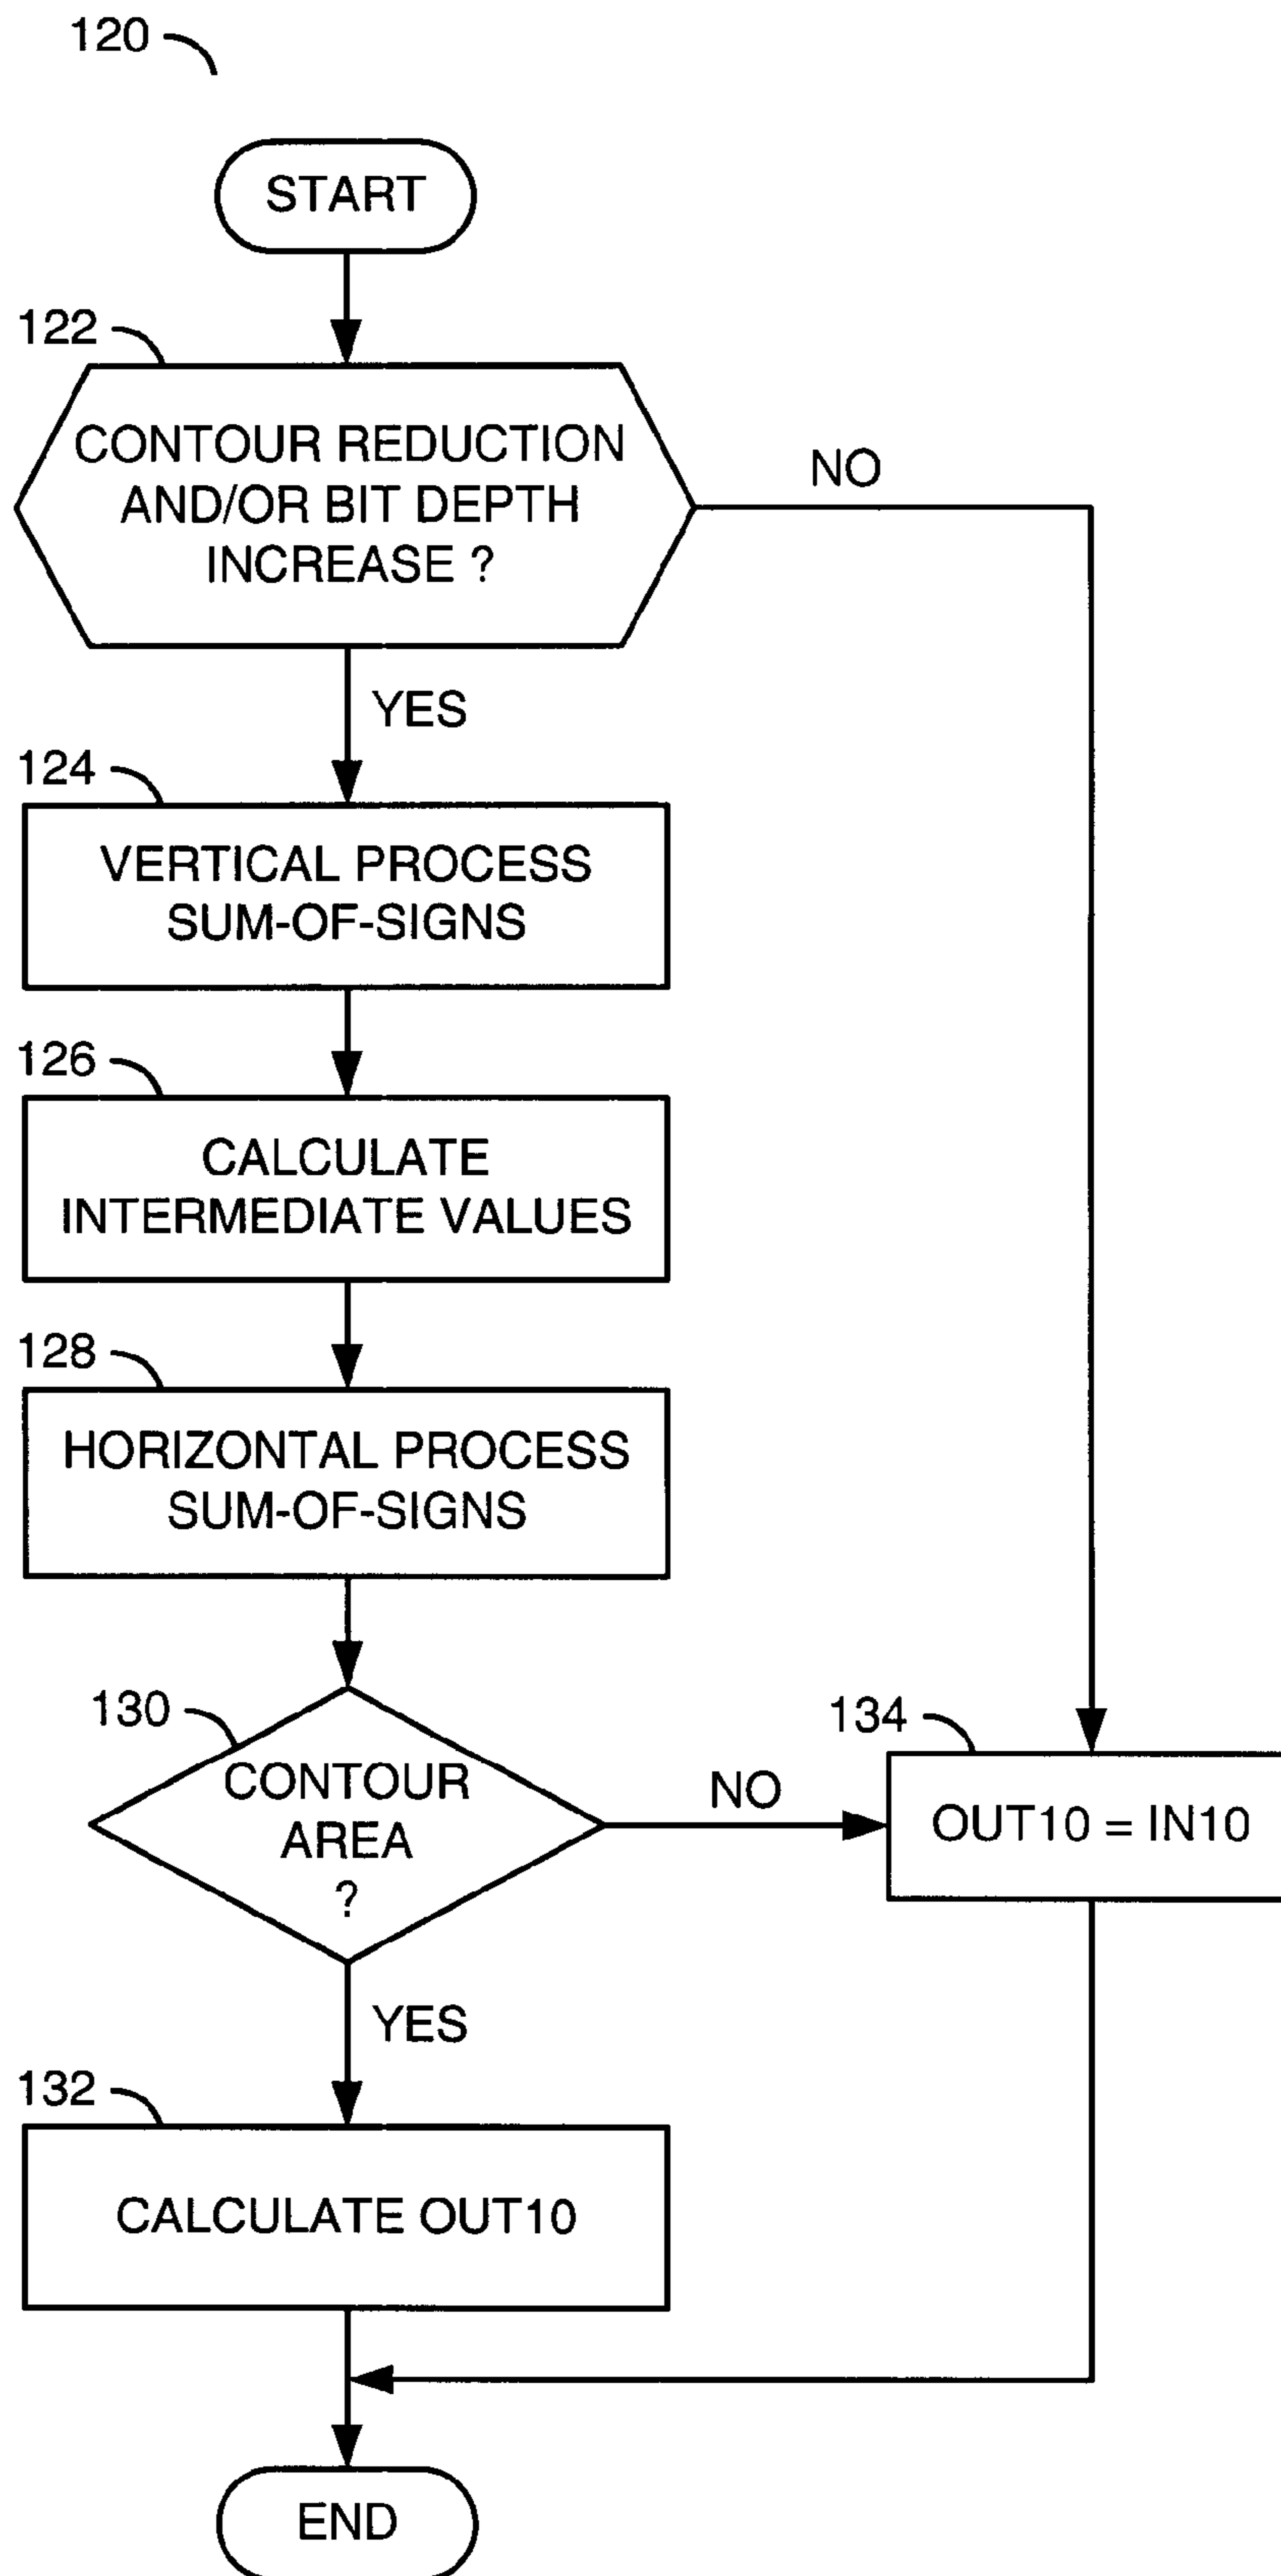 120
START
122
CONTOUR REDUCTION
AND/OR BIT DEPTH
INCREASE ?
NO
YES
124
VERTICAL PROCESS
SUM-OF-SIGNS
126
CALCULATE
INTERMEDIATE VALUES
128
HORIZONTAL PROCESS
SUM-OF-SIGNS
130
CONTOUR
AREA
?
NO
134
OUT10 = IN10
YES
132
CALCULATE OUT10
END